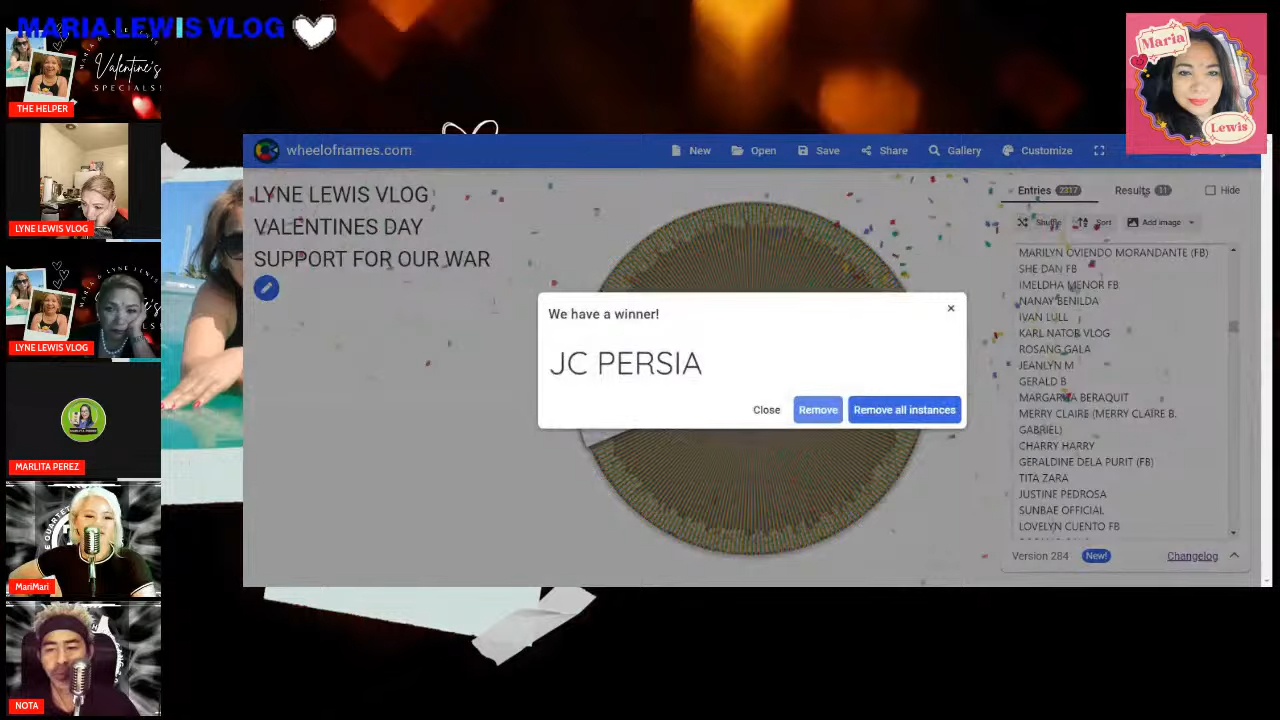 MARIA LEWIS VLOG
Valentine's
SPECIALS!
THE HELPER
LYNE LEWIS VLOG
LYNE LEWIS VLOG
MARLITA PEREZ
MariMari
NOTA
Maria
Lewis
wheelofnames.com
New
Open
Save
Share
Gallery
Customize
LYNE LEWIS VLOG
VALENTINES DAY
SUPPORT FOR OUR WAR
We have a winner!
JC PERSIA
Close
Remove
Remove all instances
Entries 2317
Results 11
Hide
Shuffle
Sort
Add image
MARILYN OVIENDO MORANDANTE (FB)
SHE DAN FB
IMELDHA MENOR FB
NANAY BENILDA
IVAN LULL
KARL NATOR VLOG
ROSANG GALA
JEANLYN M
GERALD B
MARGARITA BERAQUIT
MERRY CLAIRE (MERRY CLAIRE B.
GABRIEL)
CHARRY HARRY
GERALDINE DELA PURIT (FB)
TITA ZARA
JUSTINE PEDROSA
SUNBAE OFFICIAL
LOVELYN CUENTO FB
Version 284
New!
Changelog